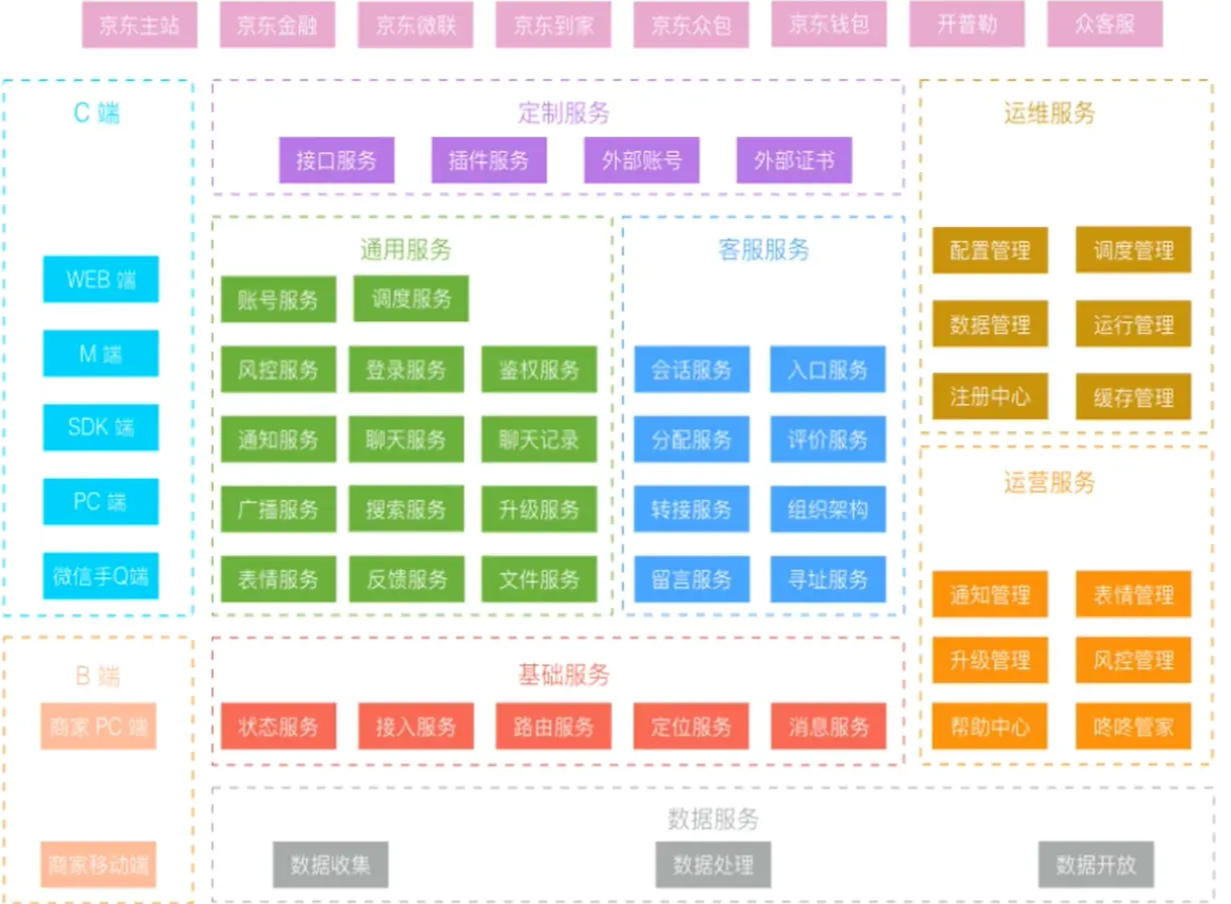 京东主站 京东金融 京东微联 京东到家 京东众包 京东钱包 开普勒 众客服
C 端
WEB 端
M 端
SDK 端
PC 端
微信手Q端
B 端
商家 PC 端
商家移动端
定制服务
接口服务 插件服务 外部账号 外部证书
通用服务
账号服务 调度服务
风控服务 登录服务 鉴权服务
通知服务 聊天服务 聊天记录
广播服务 搜索服务 升级服务
表情服务 反馈服务 文件服务
客服服务
会话服务 入口服务
分配服务 评价服务
转接服务 组织架构
留言服务 寻址服务
基础服务
状态服务 接入服务 路由服务 定位服务 消息服务
运维服务
配置管理 调度管理
数据管理 运行管理
注册中心 缓存管理
运营服务
通知管理 表情管理
升级管理 风控管理
帮助中心 咚咚管家
数据服务
数据收集 数据处理 数据开放